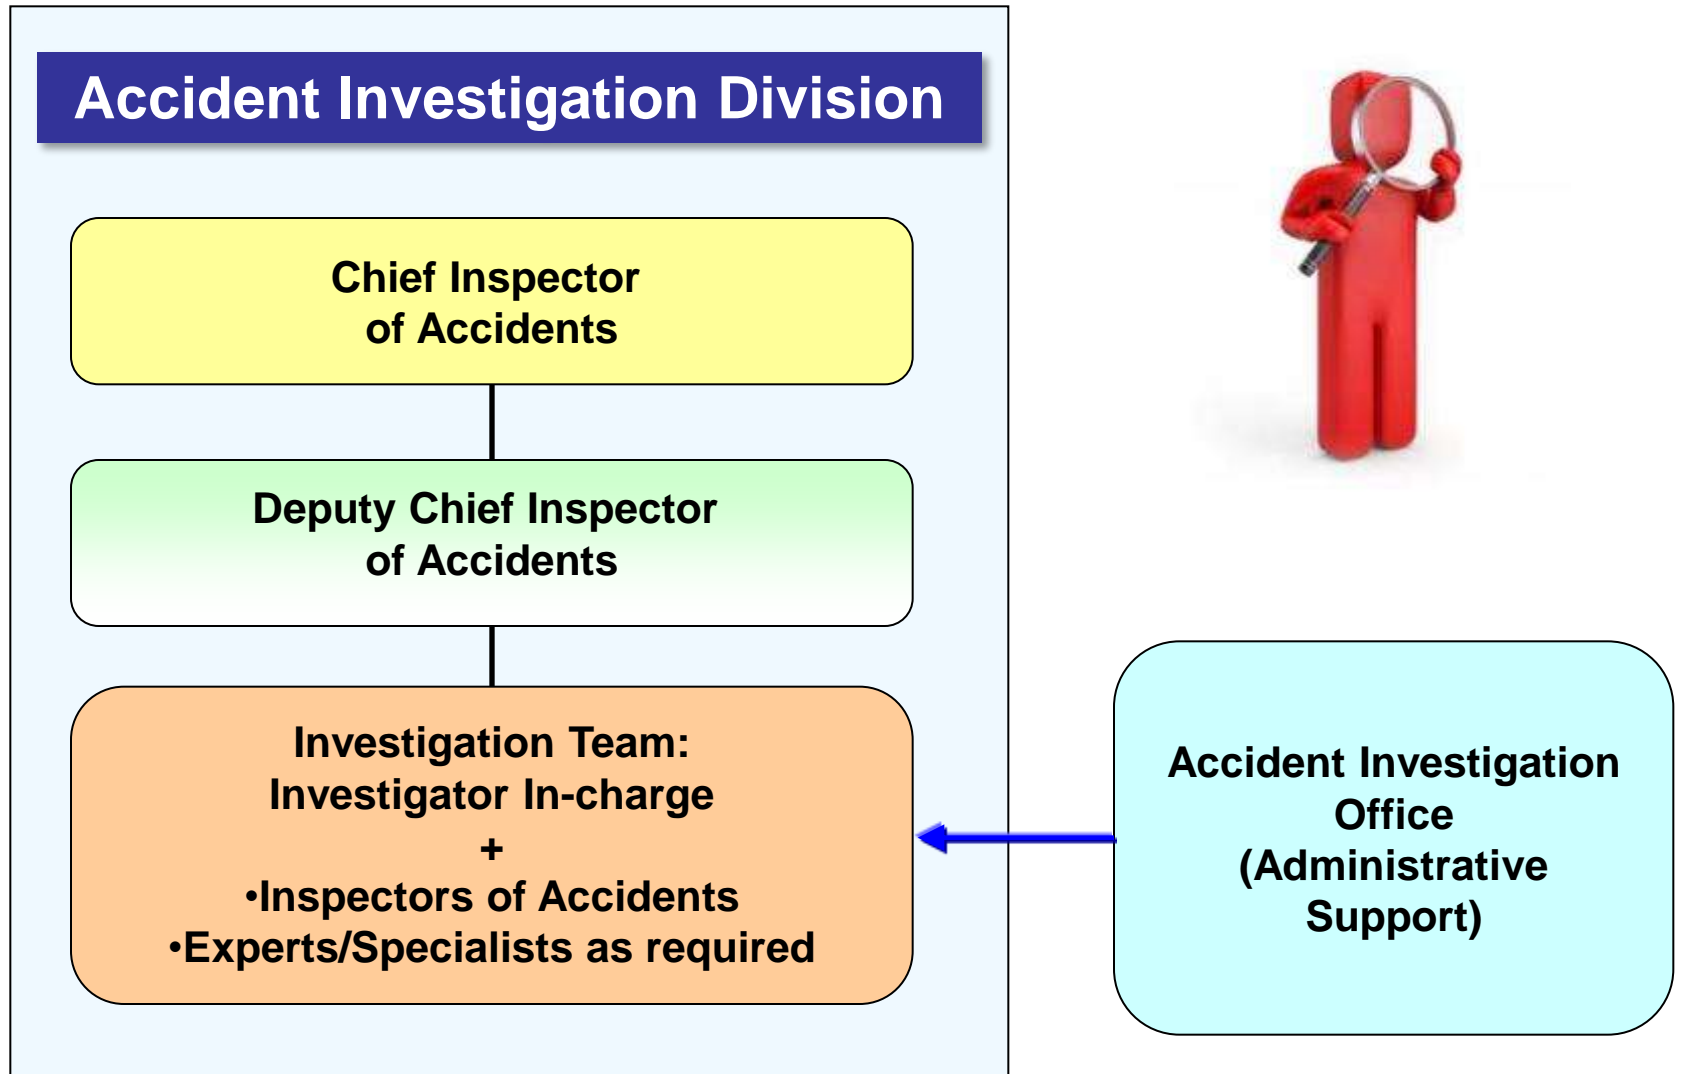 Accident Investigation Division
Chief Inspector
of Accidents
Deputy Chief Inspector
of Accidents
Investigation Team:
Investigator In-charge
+
•Inspectors of Accidents
•Experts/Specialists as required
Accident Investigation
Office
(Administrative
Support)